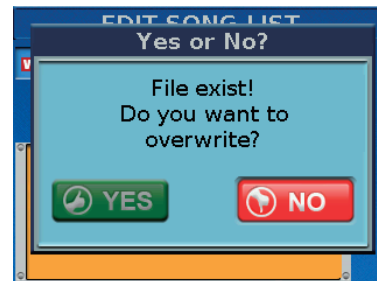 EDIT SONG LIST
Yes or No?
File exist!
Do you want to
overwrite?
YES
NO